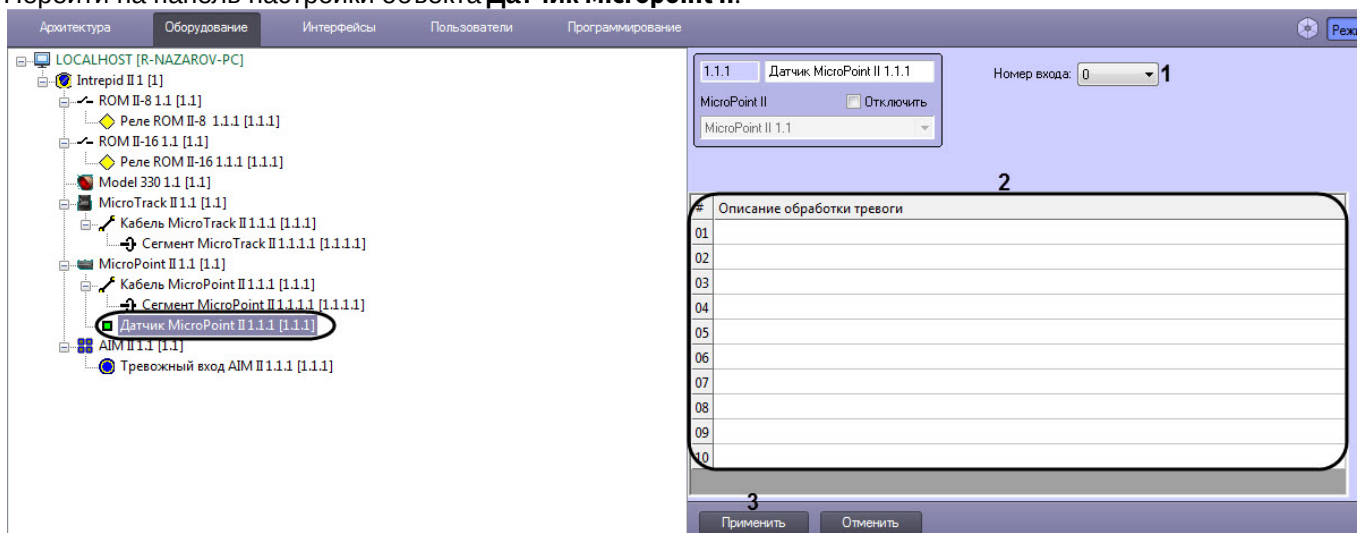 Перейти на панель настройки объекта Датчик Micropoint II.
Архитектура Оборудование Интерфейсы Пользователи Программирование
LOCALHOST [R-NAZAROV-PC]
Intrepid II 1 [1]
ROM II-8 1.1 [1.1]
Реле ROM II-8 1.1.1 [1.1.1]
ROM II-16 1.1 [1.1]
Реле ROM II-16 1.1.1 [1.1.1]
Model 330 1.1 [1.1]
MicroTrack II 1.1 [1.1]
Кабель MicroTrack II 1.1.1 [1.1.1]
Сегмент MicroTrack II 1.1.1.1 [1.1.1.1]
MicroPoint II 1.1 [1.1]
Кабель MicroPoint II 1.1.1 [1.1.1]
Сегмент MicroPoint II 1.1.1.1 [1.1.1.1]
Датчик MicroPoint II 1.1.1 [1.1.1]
AIM II 1.1 [1.1]
Тревожный вход AIM II 1.1.1 [1.1.1]
1.1.1 Датчик MicroPoint II 1.1.1
MicroPoint II Отключить
MicroPoint II 1.1
Номер входа: 0 1
2
# Описание обработки тревоги
01
02
03
04
05
06
07
08
09
10
3
Применить Отменить